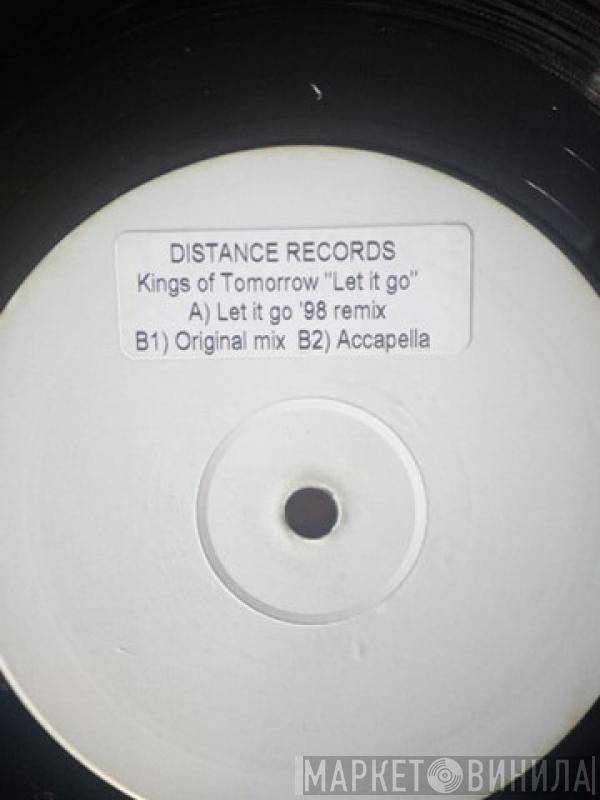 DISTANCE RECORDS
Kings of Tomorrow "Let it go"
A) Let it go '98 remix
B1) Original mix B2) Accapella
МАРКЕТ ВИНИЛА